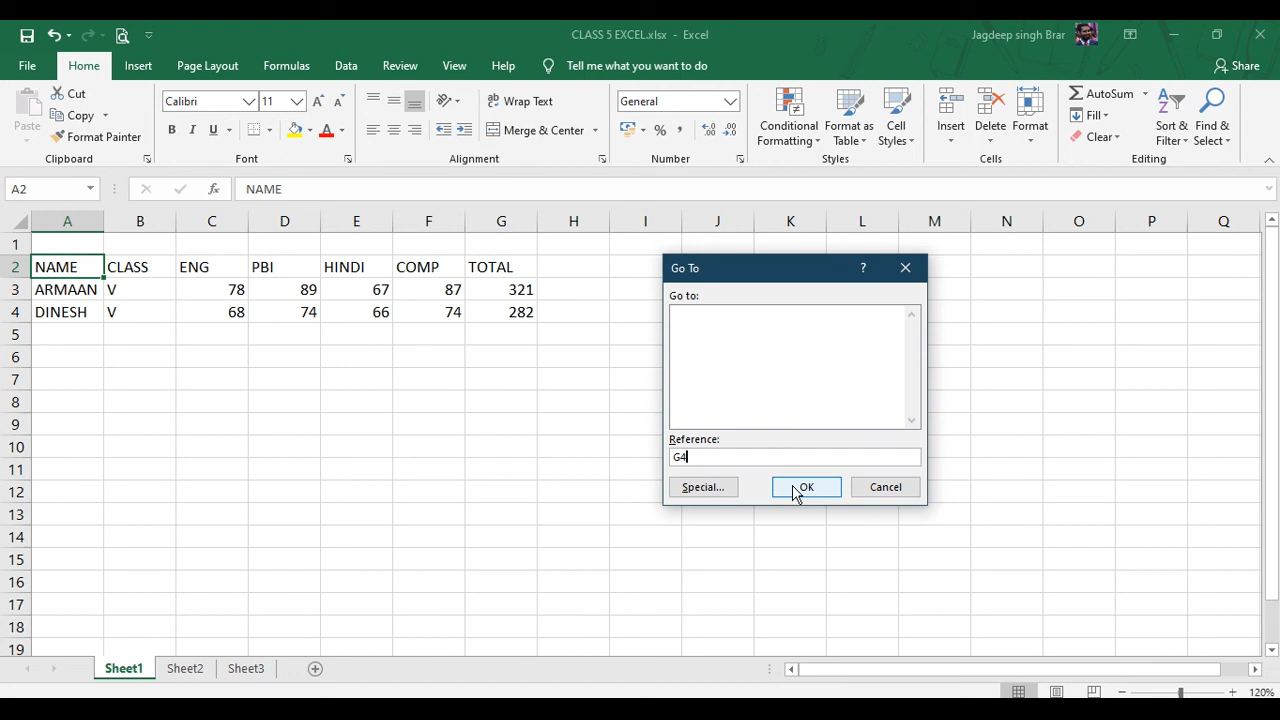 CLASS 5 EXCEL.xlsx - Excel
Jagdeep singh Brar
File Home Insert Page Layout Formulas Data Review View Help Tell me what you want to do Share
Paste
Cut
Copy
Format Painter
Clipboard
Calibri 11
B I U A
Font
Wrap Text
Merge & Center
Alignment
General
% ,
Number
Conditional Formatting
Format as Table
Cell Styles
Styles
Insert
Delete
Format
Cells
AutoSum
Fill
Clear
Sort & Filter
Find & Select
Editing
A2 fx NAME
A B C D E F G H I J K L M N O P Q
1
2 NAME CLASS ENG PBI HINDI COMP TOTAL
3 ARMAAN V 78 89 67 87 321
4 DINESH V 68 74 66 74 282
5
6
7
8
9
10
11
12
13
14
15
16
17
18
19
Go To ? 
Go to:
Reference:
G4
Special... OK Cancel
Sheet1 Sheet2 Sheet3
120%